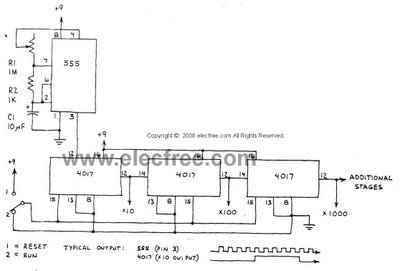 +9
8 4
R1
1M
7
555
R2
1K
6
2
C1
10µF
1 3
Copyright © 2008 elecfree.com All Rights Reserved
www.elecfree.com
+9
+9
12 16 14
4017
12 14
4017
12 16
4017
12
ADDITIONAL
STAGES
x10
x100
x1000
1
2
15 13 8
15 13 8
15 13 8
1 = RESET
2 = RUN
TYPICAL OUTPUT:
555 (PIN 3)
4017 (x10 OUTPUT)